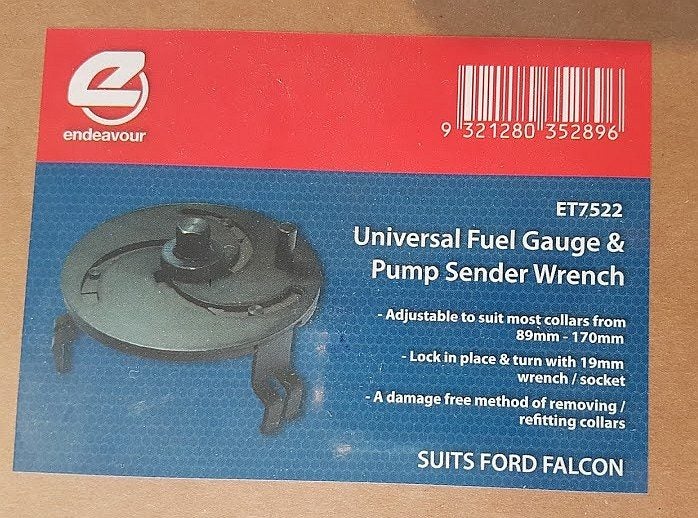 endeavour
9 321280 352896
ET7522
Universal Fuel Gauge &
Pump Sender Wrench
- Adjustable to suit most collars from
89mm - 170mm
- Lock in place & turn with 19mm
wrench / socket
- A damage free method of removing /
refitting collars
SUITS FORD FALCON